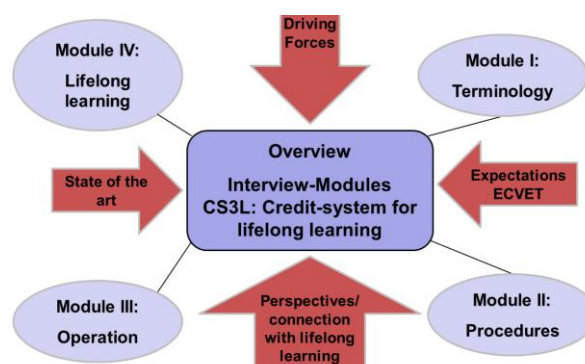 Driving
Forces
Module IV:
Lifelong
learning
Module I:
Terminology
Overview
Interview-Modules
CS3L: Credit-system for
lifelong learning
State of the
art
Expectations
ECVET
Module III:
Operation
Perspectives/
connection
with lifelong
learning
Module II:
Procedures